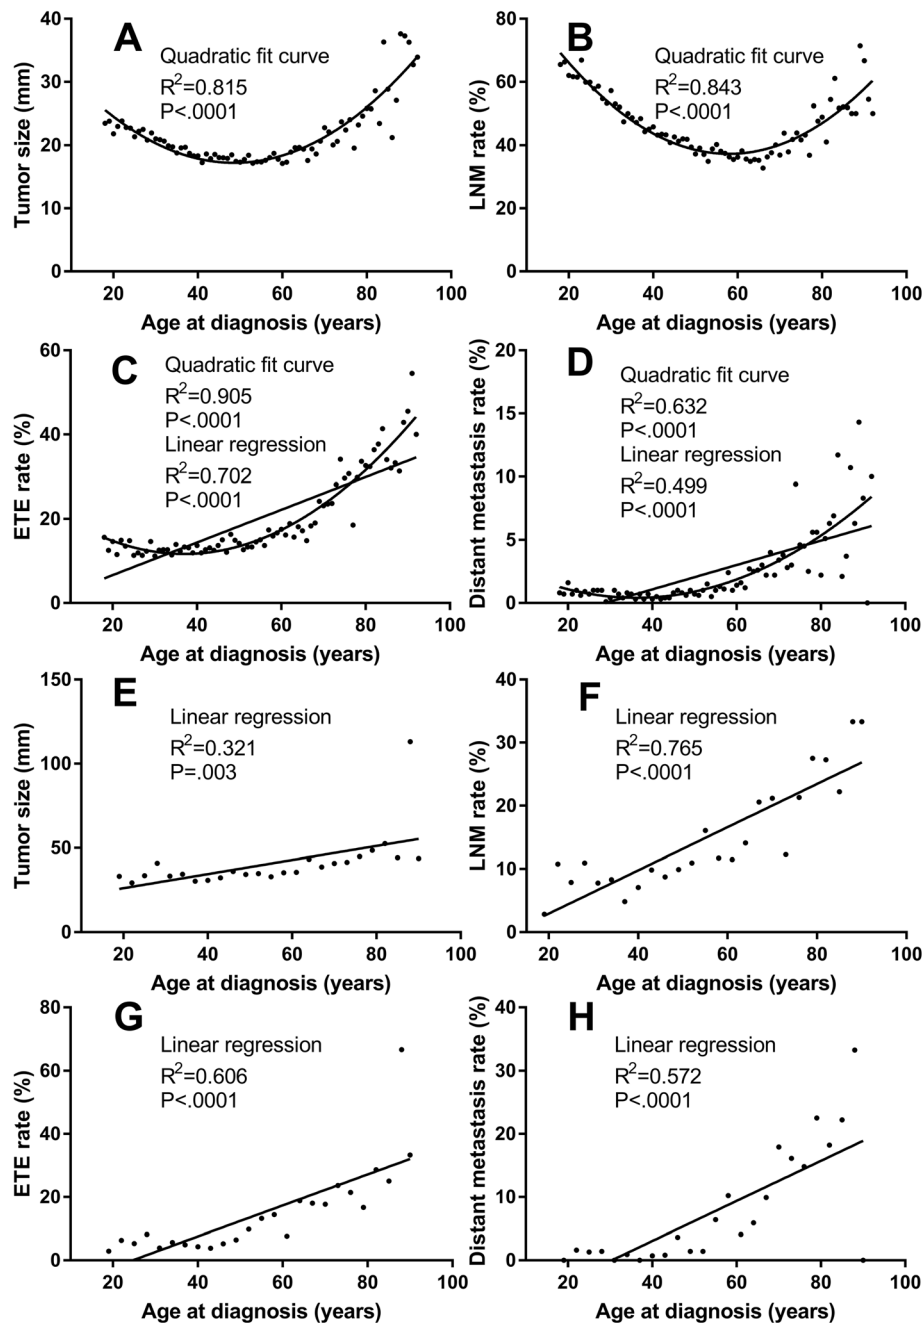 A
Quadratic fit curve
R²=0.815
P<.0001
Tumor size (mm)
40
30
20
10
0
20 40 60 80 100
Age at diagnosis (years)
B
Quadratic fit curve
R²=0.843
P<.0001
LNM rate (%)
80
60
40
20
0
20 40 60 80 100
Age at diagnosis (years)
C
Quadratic fit curve
R²=0.905
P<.0001
Linear regression
R²=0.702
P<.0001
ETE rate (%)
60
40
20
0
20 40 60 80 100
Age at diagnosis (years)
D
Quadratic fit curve
R²=0.632
P<.0001
Linear regression
R²=0.499
P<.0001
Distant metastasis rate (%)
20
15
10
5
0
20 40 60 80 100
Age at diagnosis (years)
E
Linear regression
R²=0.321
P=.003
Tumor size (mm)
150
100
50
0
20 40 60 80 100
Age at diagnosis (years)
F
Linear regression
R²=0.765
P<.0001
LNM rate (%)
40
30
20
10
0
20 40 60 80 100
Age at diagnosis (years)
G
Linear regression
R²=0.606
P<.0001
ETE rate (%)
80
60
40
20
0
20 40 60 80 100
Age at diagnosis (years)
H
Linear regression
R²=0.572
P<.0001
Distant metastasis rate (%)
40
30
20
10
0
20 40 60 80 100
Age at diagnosis (years)